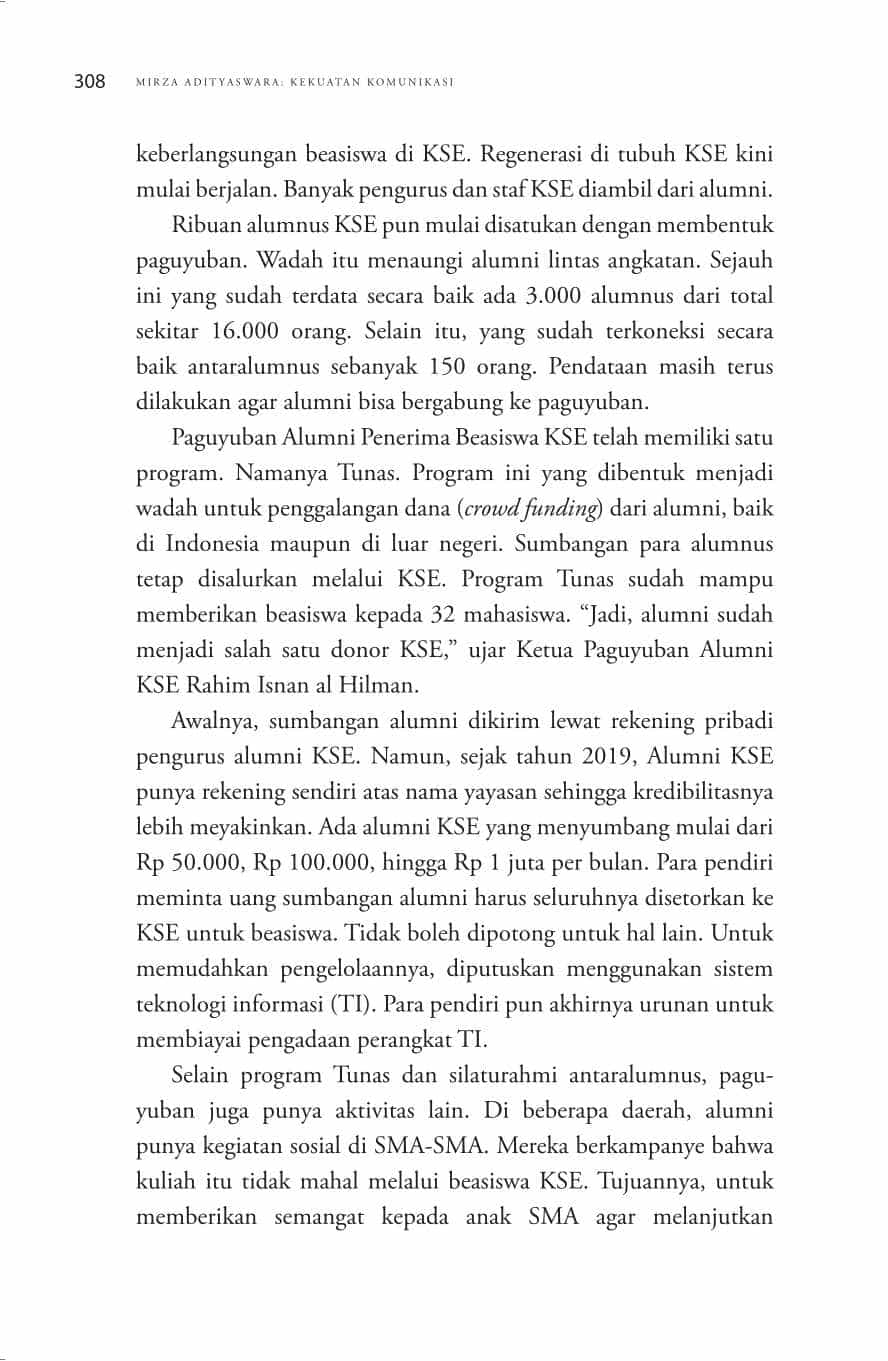 308 MIRZA ADITYASWARA: KEKUATAN KOMUNIKASI
keberlangsungan beasiswa di KSE. Regenerasi di tubuh KSE kini
mulai berjalan. Banyak pengurus dan staf KSE diambil dari alumni.
Ribuan alumnus KSE pun mulai disatukan dengan membentuk
paguyuban. Wadah itu menaungi alumni lintas angkatan. Sejauh
ini yang sudah terdata secara baik ada 3.000 alumnus dari total
sekitar 16.000 orang. Selain itu, yang sudah terkoneksi secara
baik antaralumnus sebanyak 150 orang. Pendataan masih terus
dilakukan agar alumni bisa bergabung ke paguyuban.
Paguyuban Alumni Penerima Beasiswa KSE telah memiliki satu
program. Namanya Tunas. Program ini yang dibentuk menjadi
wadah untuk penggalangan dana (crowd funding) dari alumni, baik
di Indonesia maupun di luar negeri. Sumbangan para alumnus
tetap disalurkan melalui KSE. Program Tunas sudah mampu
memberikan beasiswa kepada 32 mahasiswa. “Jadi, alumni sudah
menjadi salah satu donor KSE,” ujar Ketua Paguyuban Alumni
KSE Rahim Isnan al Hilman.
Awalnya, sumbangan alumni dikirim lewat rekening pribadi
pengurus alumni KSE. Namun, sejak tahun 2019, Alumni KSE
punya rekening sendiri atas nama yayasan sehingga kredibilitasnya
lebih meyakinkan. Ada alumni KSE yang menyumbang mulai dari
Rp 50.000, Rp 100.000, hingga Rp 1 juta per bulan. Para pendiri
meminta uang sumbangan alumni harus seluruhnya disetorkan ke
KSE untuk beasiswa. Tidak boleh dipotong untuk hal lain. Untuk
memudahkan pengelolaannya, diputuskan menggunakan sistem
teknologi informasi (TI). Para pendiri pun akhirnya urunan untuk
membiayai pengadaan perangkat TI.
Selain program Tunas dan silaturahmi antaralumnus, pagu-
yuban juga punya aktivitas lain. Di beberapa daerah, alumni
punya kegiatan sosial di SMA-SMA. Mereka berkampanye bahwa
kuliah itu tidak mahal melalui beasiswa KSE. Tujuannya, untuk
memberikan semangat kepada anak SMA agar melanjutkan